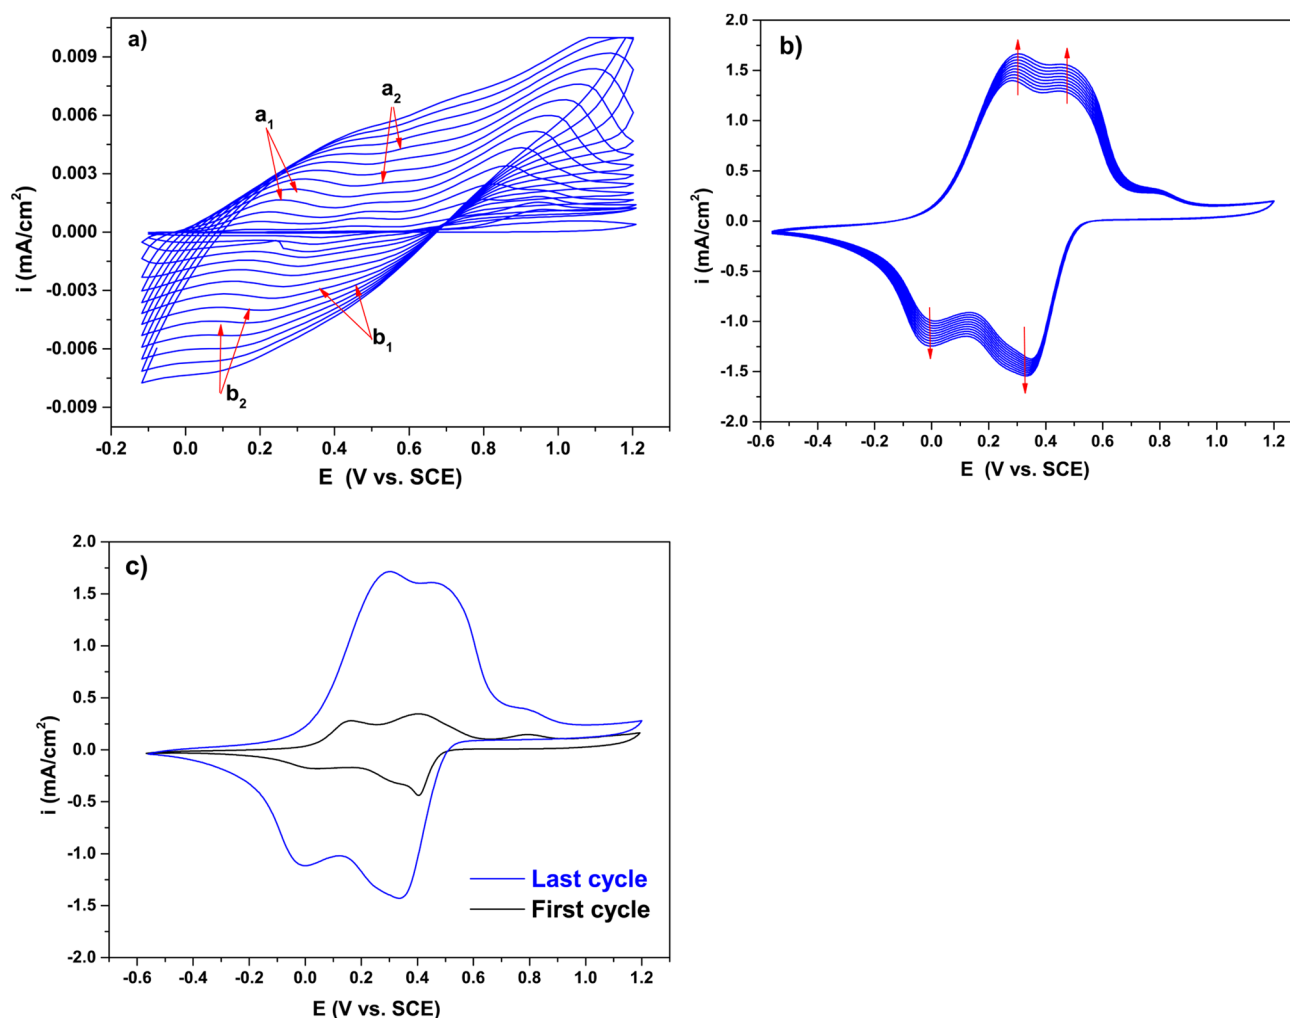 a)
a1
a2
b1
b2
0.009
0.006
0.003
0.000
-0.003
-0.006
-0.009
i (mA/cm²)
-0.2 0.0 0.2 0.4 0.6 0.8 1.0 1.2
E (V vs. SCE)
b)
2.0
1.5
1.0
0.5
0.0
-0.5
-1.0
-1.5
-2.0
i (mA/cm²)
-0.6 -0.4 -0.2 0.0 0.2 0.4 0.6 0.8 1.0 1.2
E (V vs. SCE)
c)
2.0
1.5
1.0
0.5
0.0
-0.5
-1.0
-1.5
-2.0
i (mA/cm²)
Last cycle
First cycle
-0.6 -0.4 -0.2 0.0 0.2 0.4 0.6 0.8 1.0 1.2
E (V vs. SCE)